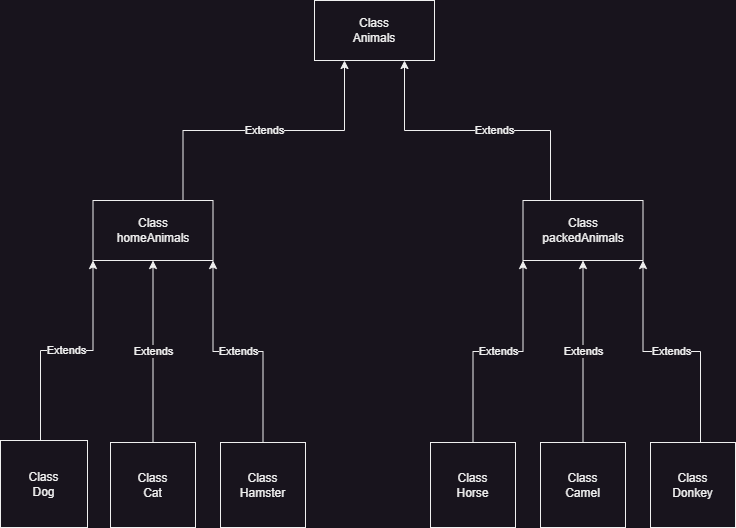 Class
Animals
Extends
Extends
Class
homeAnimals
Class
packedAnimals
Extends
Extends
Extends
Extends
Extends
Extends
Class
Dog
Class
Cat
Class
Hamster
Class
Horse
Class
Camel
Class
Donkey